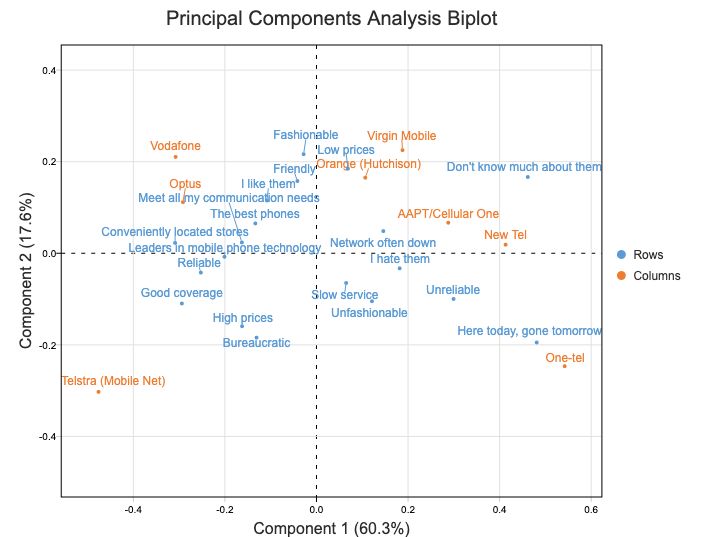 Principal Components Analysis Biplot
Component 2 (17.6%)
0.4
0.2
0.0
-0.2
-0.4
Fashionable
Virgin Mobile
Vodafone
Low prices
Orange (Hutchison)
Friendly
Don't know much about them
Optus
I like them
Meet all my communication needs
The best phones
AAPT/Cellular One
Conveniently located stores
New Tel
Network often down
Leaders in mobile phone technology
I hate them
Reliable
Good coverage
Slow service
Unreliable
Unfashionable
High prices
Bureaucratic
Here today, gone tomorrow
One-tel
Telstra (Mobile Net)
Rows
Columns
-0.4
-0.2
0.0
0.2
0.4
0.6
Component 1 (60.3%)